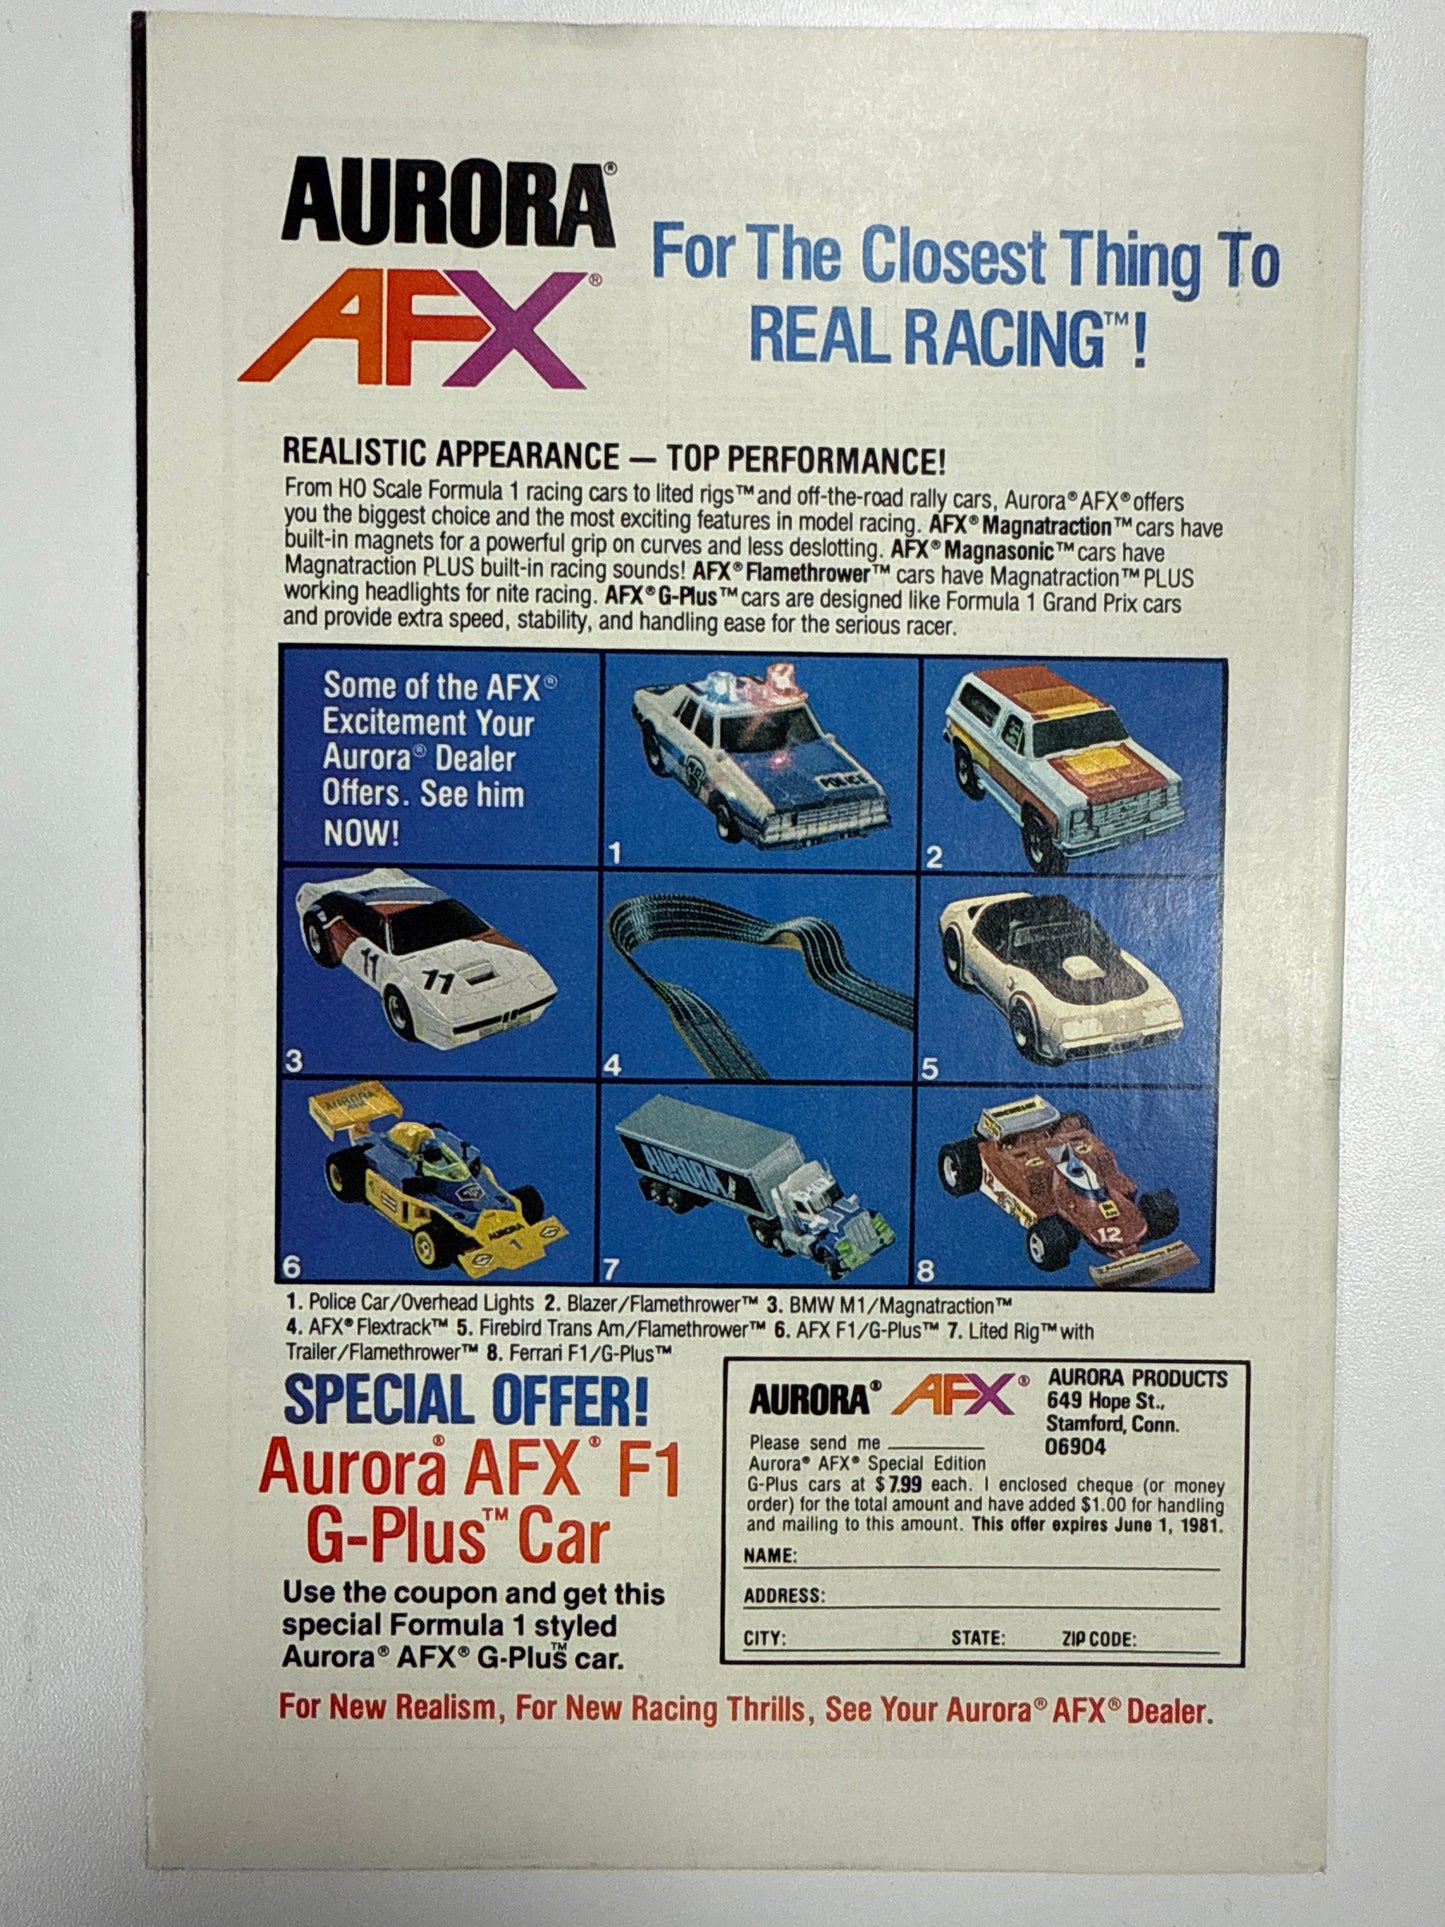 AURORA®
AFX®
For The Closest Thing To
REAL RACING™!
REALISTIC APPEARANCE — TOP PERFORMANCE!
From HO Scale Formula 1 racing cars to lited rigs™ and off-the-road rally cars, Aurora® AFX® offers
you the biggest choice and the most exciting features in model racing. AFX® Magnatraction™ cars have
built-in magnets for a powerful grip on curves and less deslotting. AFX® Magnasonic™ cars have
Magnatraction PLUS built-in racing sounds! AFX® Flamethrower™ cars have Magnatraction™ PLUS
working headlights for nite racing. AFX® G-Plus™ cars are designed like Formula 1 Grand Prix cars
and provide extra speed, stability, and handling ease for the serious racer.
Some of the AFX®
Excitement Your
Aurora® Dealer
Offers. See him
NOW!
POLICE
1
2
11
11
3
4
5
AURORA
AURORA
1
6
AURORA
7
12
12
8
1. Police Car/Overhead Lights 2. Blazer/Flamethrower™ 3. BMW M1/Magnatraction™
4. AFX® Flextrack™ 5. Firebird Trans Am/Flamethrower™ 6. AFX F1/G-Plus™ 7. Lited Rig™ with
Trailer/Flamethrower™ 8. Ferrari F1/G-Plus™
SPECIAL OFFER!
Aurora® AFX® F1
G-Plus™ Car
Use the coupon and get this
special Formula 1 styled
Aurora® AFX® G-Plus™ car.
AURORA® AFX®
AURORA PRODUCTS
649 Hope St.,
Stamford, Conn.
06904
Please send me
Aurora® AFX® Special Edition
G-Plus cars at $7.99 each. I enclosed cheque (or money
order) for the total amount and have added $1.00 for handling
and mailing to this amount. This offer expires June 1, 1981.
NAME:
ADDRESS:
CITY: STATE: ZIP CODE:
For New Realism, For New Racing Thrills, See Your Aurora® AFX® Dealer.